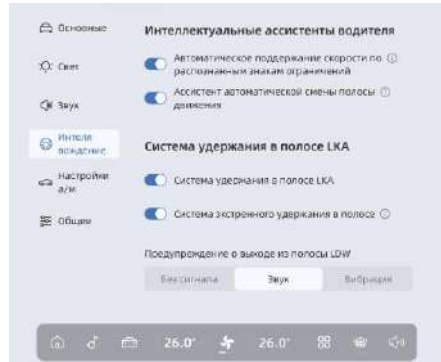 Основные
Свет
Звук
Интелл
вождение
Настройки
а/м
Общие
Интеллектуальные ассистенты водителя
Автоматическое поддержание скорости по
распознанным знакам ограничений
Ассистент автоматической смены полосы
движения
Система удержания в полосе LKA
Система удержания в полосе LKA
Система экстренного удержания в полосе
Предупреждение о выходе из полосы LDW
Без сигнала
Звук
Вибрация
26.0°
26.0°